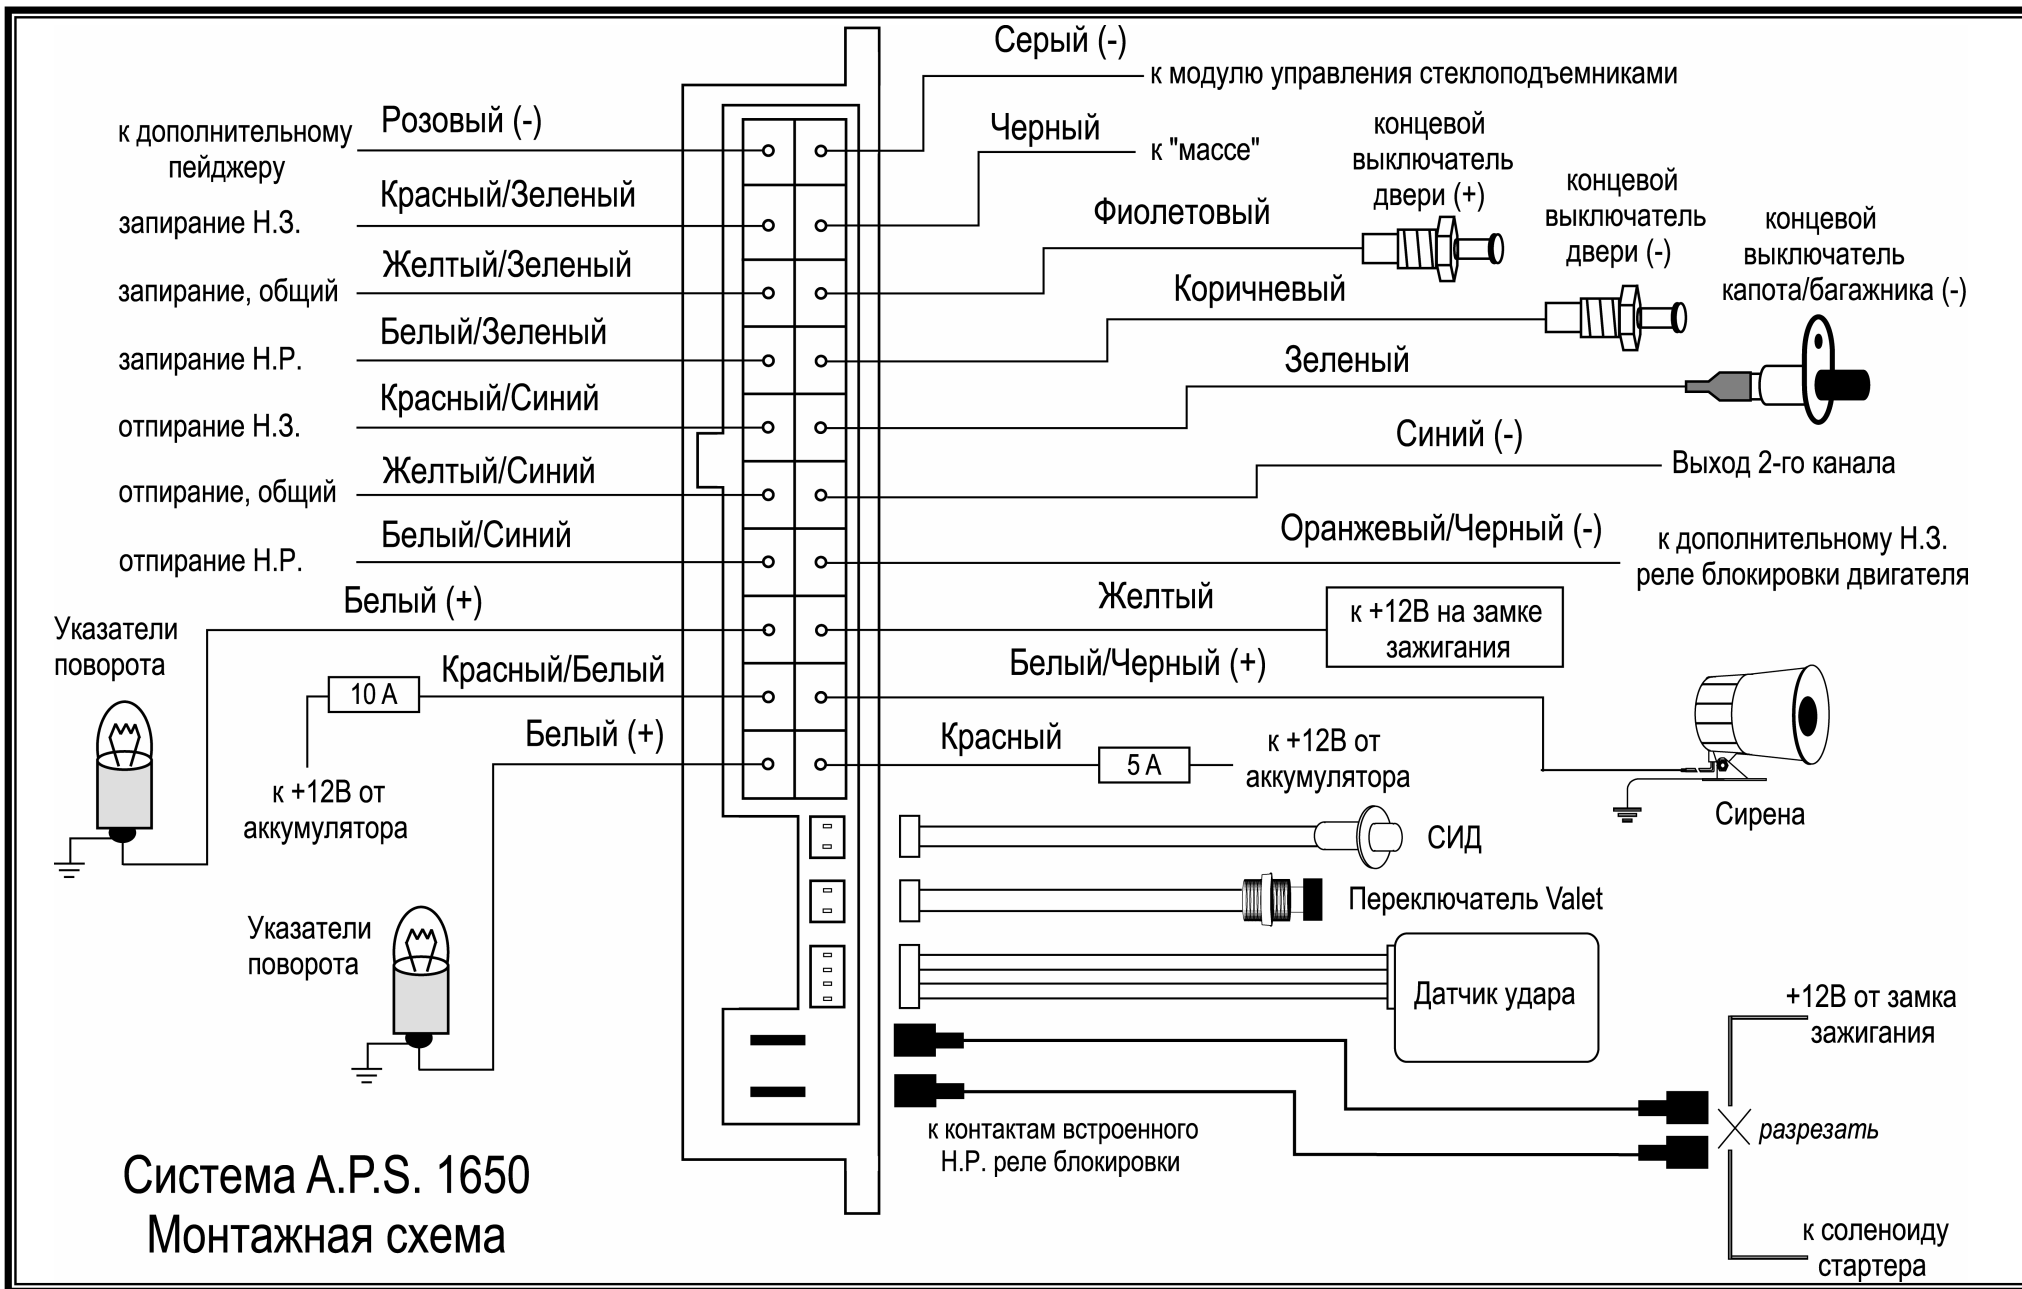 Серый (-)
к модулю управления стеклоподъемниками
Розовый (-)
к дополнительному
пейджеру
Черный
к "массе"
концевой
выключатель
двери (+)
Красный/Зеленый
запирание Н.З.
Фиолетовый
концевой
выключатель
двери (-)
концевой
выключатель
капота/багажника (-)
Желтый/Зеленый
запирание, общий
Коричневый
Белый/Зеленый
запирание Н.Р.
Зеленый
Красный/Синий
отпирание Н.З.
Синий (-)
Выход 2-го канала
Желтый/Синий
отпирание, общий
Оранжевый/Черный (-)
к дополнительному Н.З.
реле блокировки двигателя
Белый/Синий
отпирание Н.Р.
Белый (+)
Указатели
поворота
Желтый
к +12В на замке
зажигания
Красный/Белый
10 А
к +12В от
аккумулятора
Белый/Черный (+)
Сирена
Белый (+)
Указатели
поворота
Красный
5 А
к +12В от
аккумулятора
СИД
Переключатель Valet
Датчик удара
+12В от замка
зажигания
разрезать
к соленоиду
стартера
к контактам встроенного
Н.Р. реле блокировки
Система A.P.S. 1650
Монтажная схема